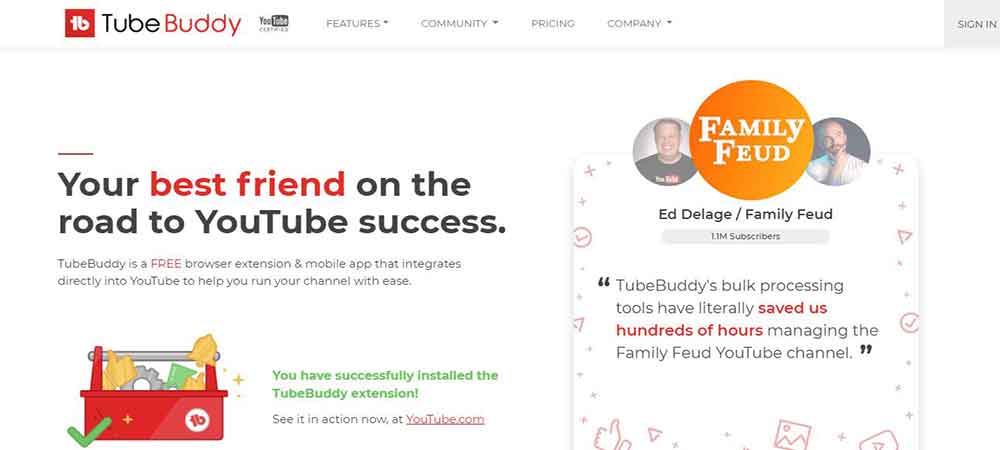 TubeBuddy
YouTube
CERTIFIED
FEATURES
COMMUNITY
PRICING
COMPANY
SIGN IN
Your best friend on the
road to YouTube success.
TubeBuddy is a FREE browser extension & mobile app that integrates
directly into YouTube to help you run your channel with ease.
You have successfully installed the
TubeBuddy extension!
See it in action now, at YouTube.com
FAMILY
FEUD
Ed Delage / Family Feud
1.1M Subscribers
“ TubeBuddy's bulk processing
tools have literally saved us
hundreds of hours managing the
Family Feud YouTube channel. ”